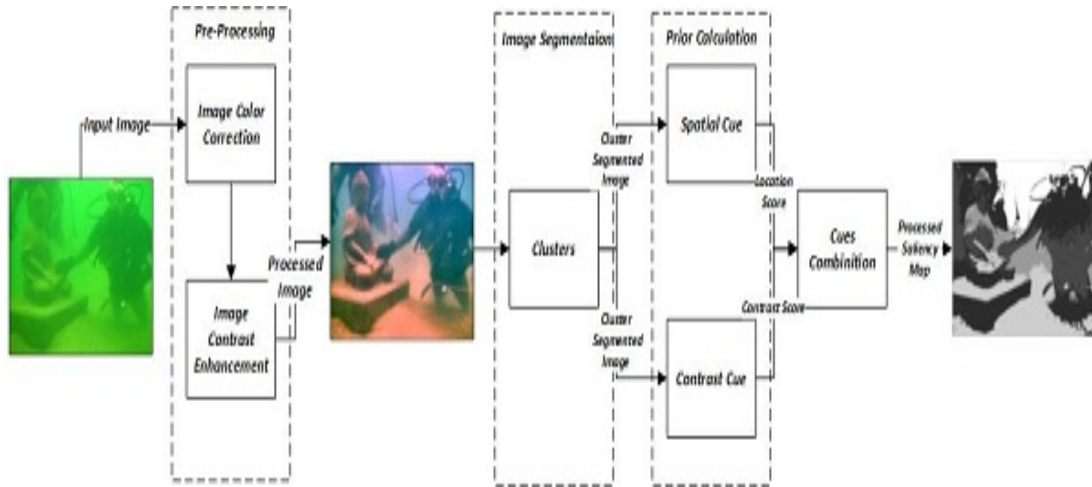 Pre-Processing
Image Color
Correction
Input Image
Image
Contrast
Enhancement
Processed
Image
Image Segmentaion
Clusters
Cluster
Segmented
Image
Cluster
Segmented
Image
Prior Calculation
Spatial Cue
Contrast Cue
Location
Score
Contrast Score
Cues
Combinition
Processed
Saliency
Map